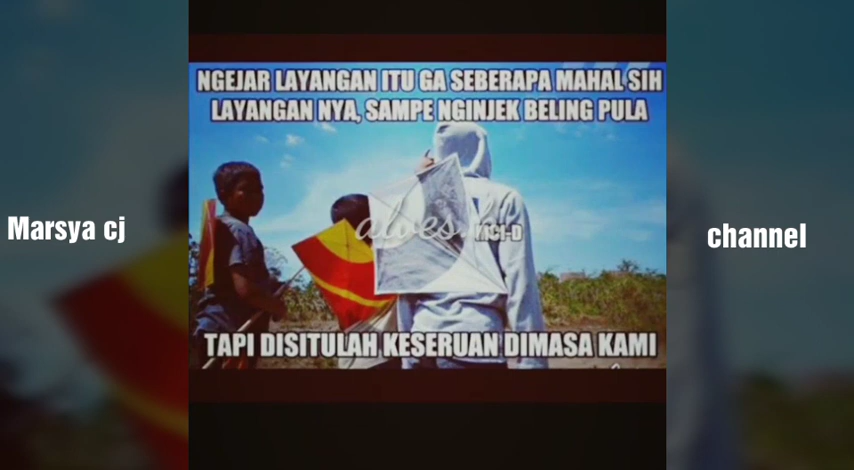 NGEJAR LAYANGAN ITU GA SEBERAPA MAHAL SIH
LAYANGAN NYA, SAMPE NGINJEK BELING PULA
Marsya cj
channel
TAPI DISITULAH KESERUAN DIMASA KAMI